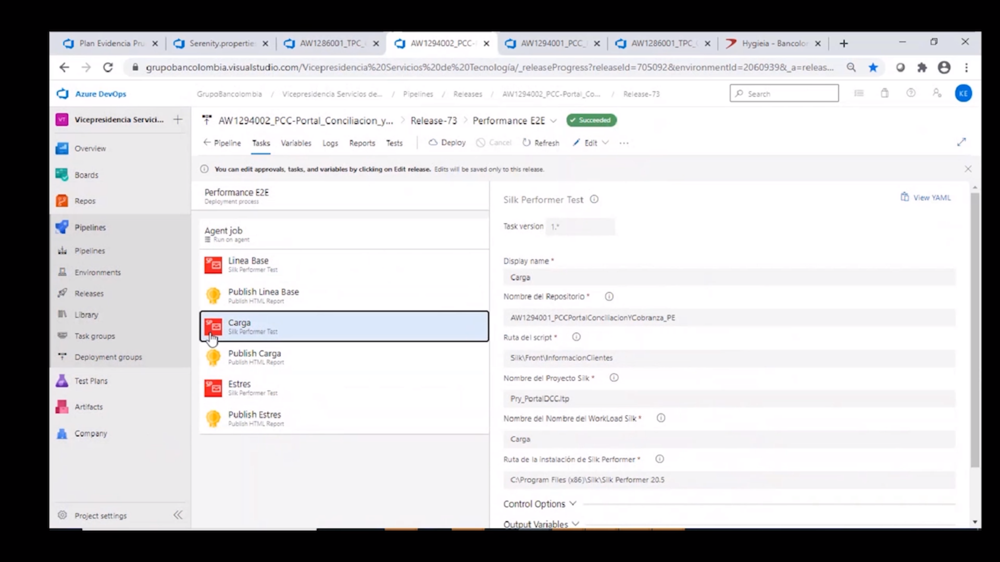 Plan Evidencia Pru
Serenity.propertie
AW1286001_TPC_
AW1294002_PCC-
AW1294001_PCC_
AW1286001_TPC_
Hygieia - Bancolo
grupobancolombia.visualstudio.com/Vicepresidencia%20Servicios%20de%20Tecnología/_releaseProgress?releaseId=705092&environmentId=2060939&_a=releas...
Azure DevOps
GrupoBancolombia / Vicepresidencia Servicios de... / Pipelines / Releases / AW1294002_PCC-Portal_Co... / Release-73
Search
KE
VT
Vicepresidencia Servici...
Overview
Boards
Repos
Pipelines
Pipelines
Environments
Releases
Library
Task groups
Deployment groups
Test Plans
Artifacts
Company
Project settings
AW1294002_PCC-Portal_Conciliacion_y... > Release-73 > Performance E2E
Succeeded
Pipeline
Tasks
Variables
Logs
Reports
Tests
Deploy
Cancel
Refresh
Edit
You can edit approvals, tasks, and variables by clicking on Edit release. Edits will be saved only to this release.
Performance E2E
Deployment process
Agent job
Run on agent
Linea Base
Silk Performer Test
Publish Linea Base
Publish HTML Report
Carga
Silk Performer Test
Publish Carga
Publish HTML Report
Estres
Silk Performer Test
Publish Estres
Publish HTML Report
Silk Performer Test
View YAML
Task version 1.*
Display name *
Carga
Nombre del Repositorio *
AW1294001_PCCPortalConciliacionYCobranza_PE
Ruta del script *
Silk\Front\InformacionClientes
Nombre del Proyecto Silk *
Pry_PortalDCC.ltp
Nombre del Nombre del WorkLoad Silk *
Carga
Ruta de la instalación de Silk Performer *
C:\Program Files (x86)\Silk\Silk Performer 20.5
Control Options
Output Variables